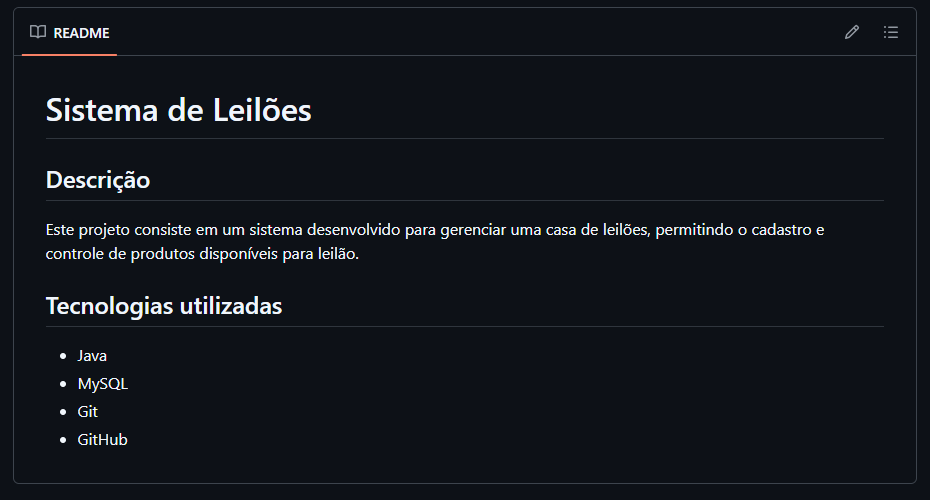 README
Sistema de Leilões
Descrição
Este projeto consiste em um sistema desenvolvido para gerenciar uma casa de leilões, permitindo o cadastro e
controle de produtos disponíveis para leilão.
Tecnologias utilizadas
Java
MySQL
Git
GitHub